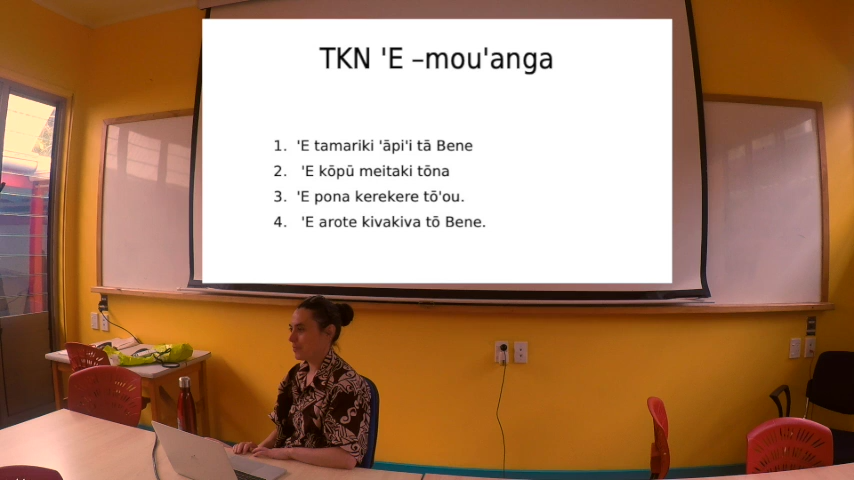 TKN 'E –mou'anga
1. 'E tamariki 'āpi'i tā Bene
2. 'E kōpū meitaki tōna
3. 'E pona kerekere tō'ou.
4. 'E arote kivakiva tō Bene.